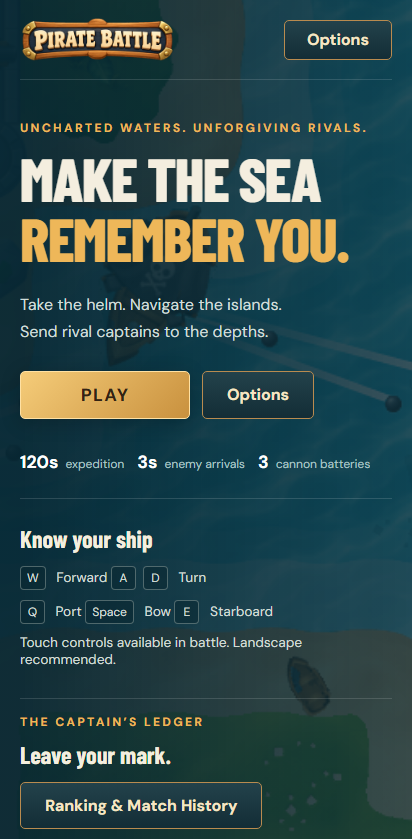 PIRATE BATTLE
Options
UNCHARTED WATERS. UNFORGIVING RIVALS.
MAKE THE SEA
REMEMBER YOU.
Take the helm. Navigate the islands.
Send rival captains to the depths.
PLAY
Options
120s expedition 3s enemy arrivals 3 cannon batteries
Know your ship
W Forward A D Turn
Q Port Space Bow E Starboard
Touch controls available in battle. Landscape
recommended.
THE CAPTAIN'S LEDGER
Leave your mark.
Ranking & Match History